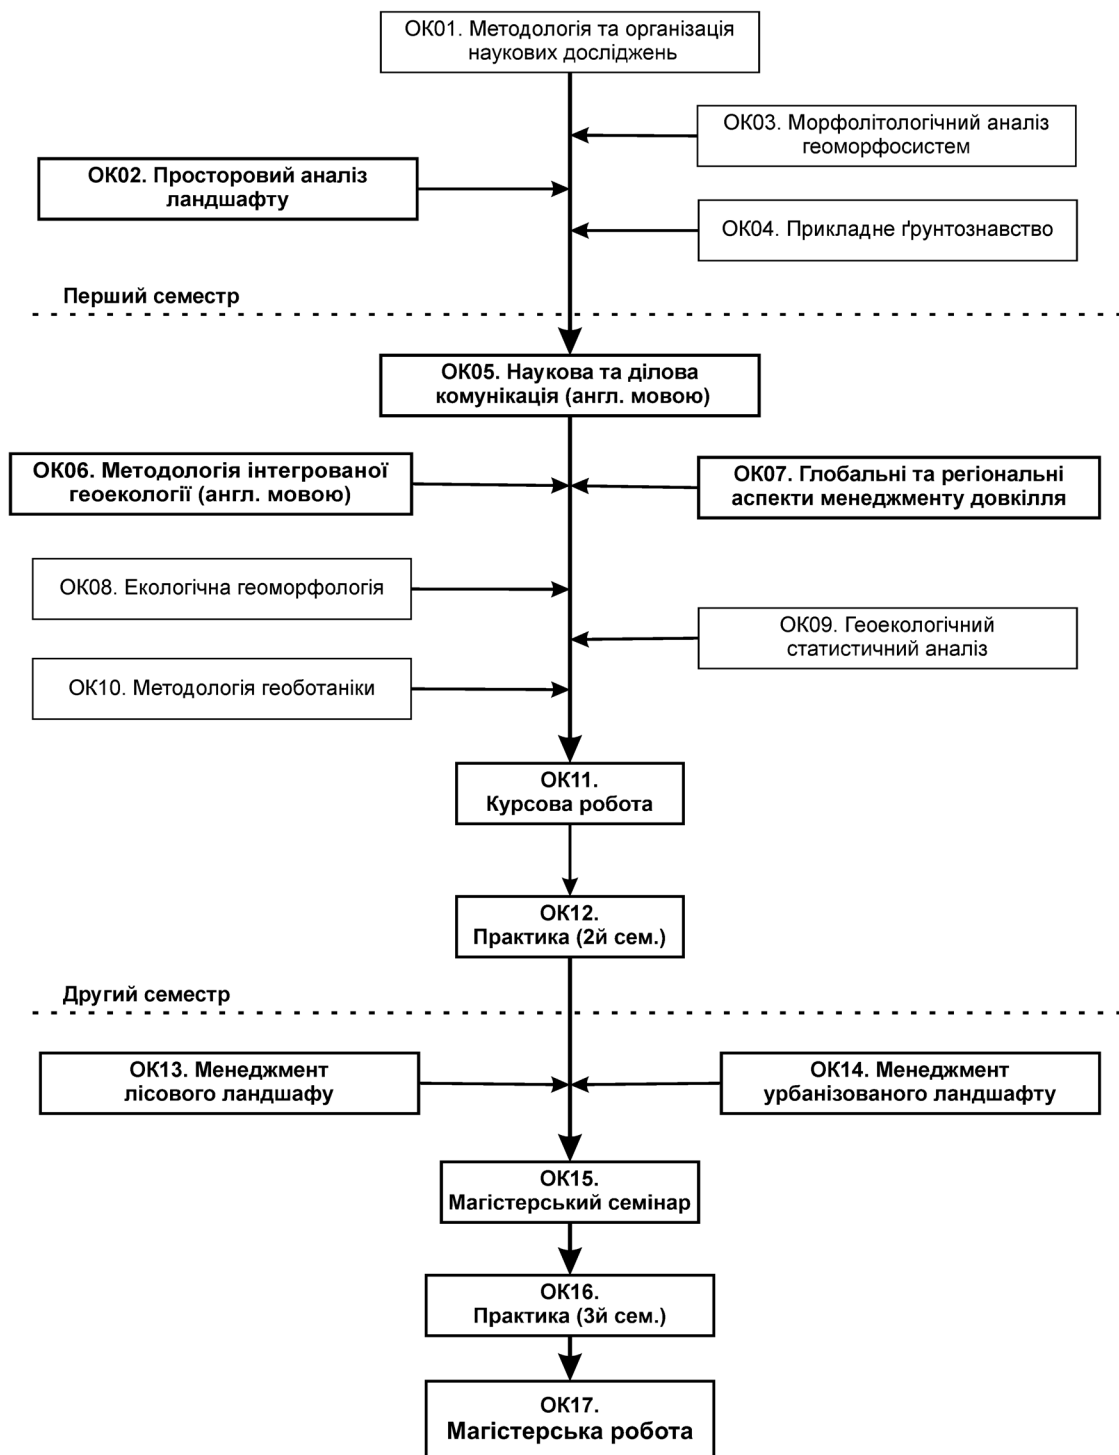 ОК01. Методологія та організація
наукових досліджень
ОК03. Морфолітологічний аналіз
геоморфосистем
ОК02. Просторовий аналіз
ландшафту
ОК04. Прикладне ґрунтознавство
Перший семестр
ОК05. Наукова та ділова
комунікація (англ. мовою)
ОК06. Методологія інтегрованої
геоекології (англ. мовою)
ОК07. Глобальні та регіональні
аспекти менеджменту довкілля
ОК08. Екологічна геоморфологія
ОК09. Геоекологічний
статистичний аналіз
ОК10. Методологія геоботаніки
ОК11.
Курсова робота
ОК12.
Практика (2й сем.)
Другий семестр
ОК13. Менеджмент
лісового ландшафу
ОК14. Менеджмент
урбанізованого ландшафту
ОК15.
Магістерський семінар
ОК16.
Практика (3й сем.)
ОК17.
Магістерська робота